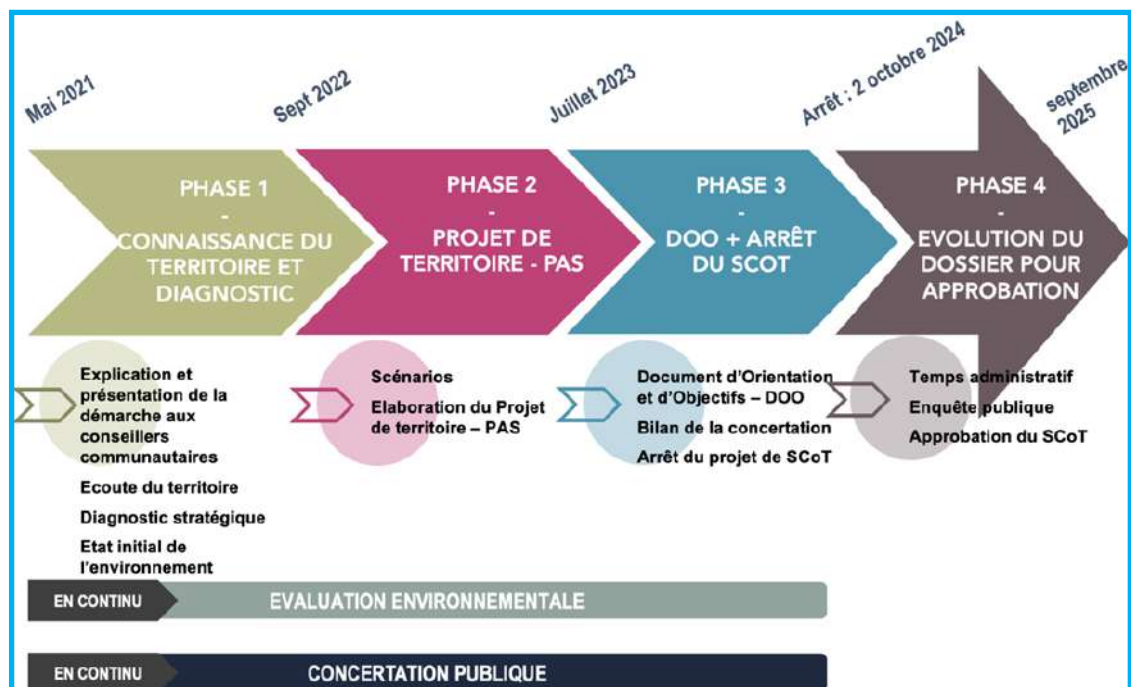 Mai 2021
Sept 2022
Juillet 2023
Arrêt : 2 octobre 2024
septembre
2025
PHASE 1
-
CONNAISSANCE DU
TERRITOIRE ET
DIAGNOSTIC
PHASE 2
-
PROJET DE
TERRITOIRE - PAS
PHASE 3
-
DOO + ARRÊT
DU SCOT
PHASE 4
-
EVOLUTION DU
DOSSIER POUR
APPROBATION
Explication et
présentation de la
démarche aux
conseillers
communautaires
Ecoute du territoire
Diagnostic stratégique
Etat initial de
l'environnement
Scénarios
Elaboration du Projet
de territoire – PAS
Document d'Orientation
et d'Objectifs – DOO
Bilan de la concertation
Arrêt du projet de SCoT
Temps administratif
Enquête publique
Approbation du SCoT
EN CONTINU
EVALUATION ENVIRONNEMENTALE
EN CONTINU
CONCERTATION PUBLIQUE